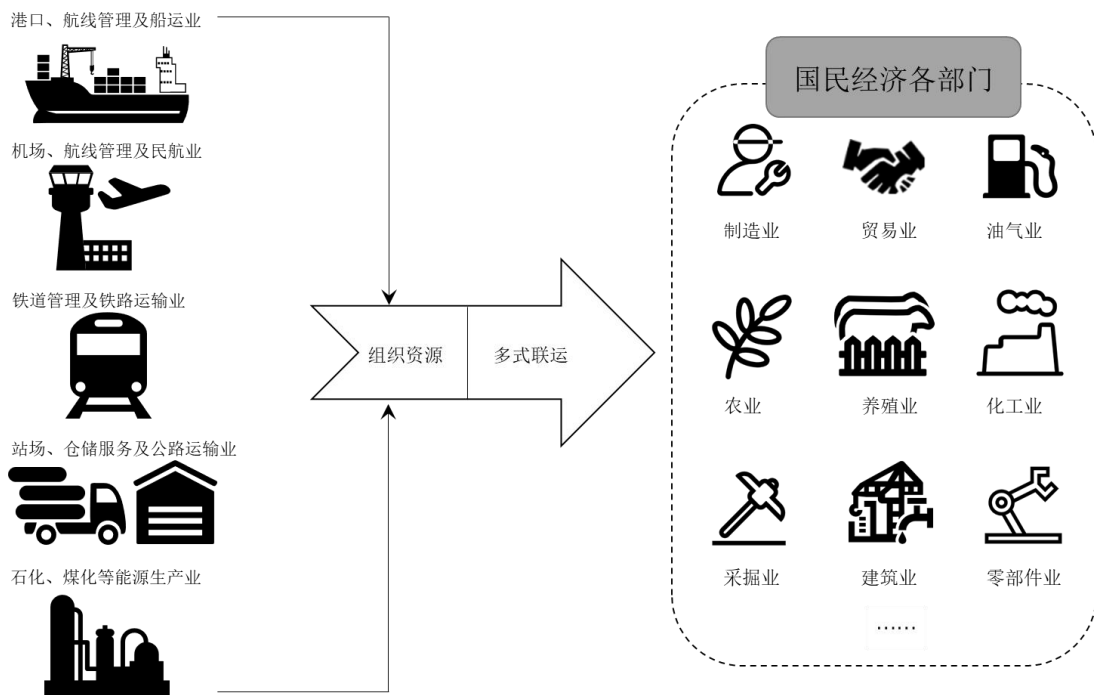 港口、航线管理及船运业
机场、航线管理及民航业
铁道管理及铁路运输业
站场、仓储服务及公路运输业
石化、煤化等能源生产业
组织资源
多式联运
国民经济各部门
制造业
贸易业
油气业
农业
养殖业
化工业
采掘业
建筑业
零部件业
……